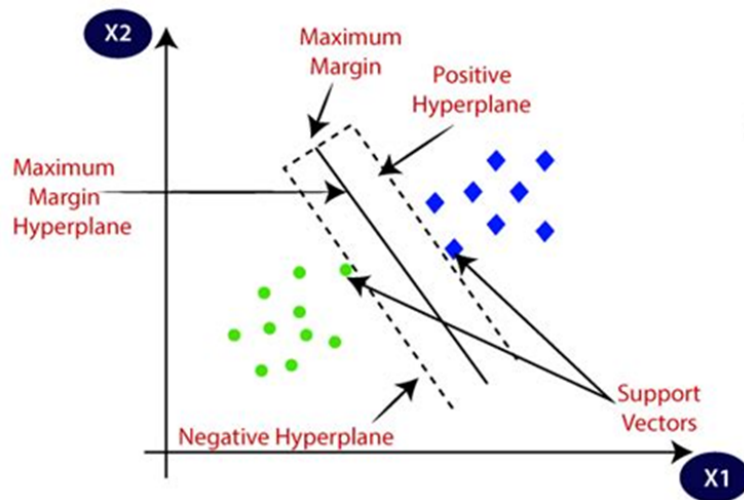 X2
Maximum
Margin
Positive
Hyperplane
Maximum
Margin
Hyperplane
Support
Vectors
Negative Hyperplane
X1